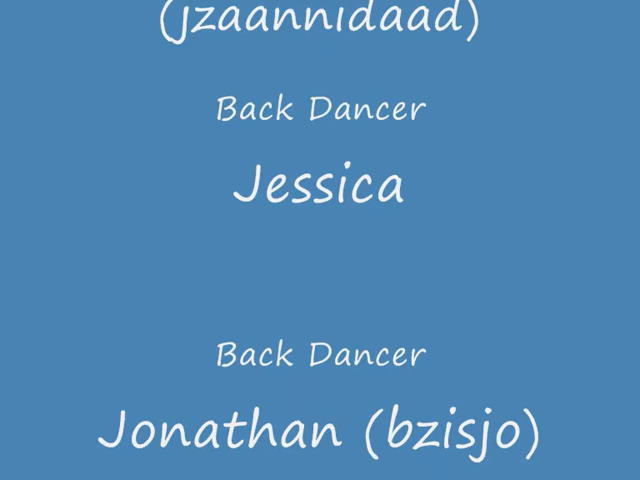 (jzaannidaad)
Back Dancer
Jessica
Back Dancer
Jonathan (bzisjo)